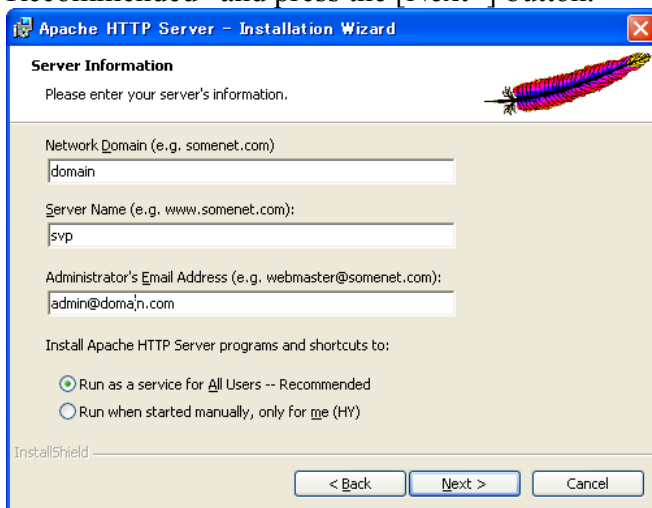 Recommended" and press the [Next >] button.
Apache HTTP Server - Installation Wizard
Server Information
Please enter your server's information.
Network Domain (e.g. somenet.com)
domain
Server Name (e.g. www.somenet.com):
svp
Administrator's Email Address (e.g. webmaster@somenet.com):
admin@domain.com
Install Apache HTTP Server programs and shortcuts to:
Run as a service for All Users -- Recommended
Run when started manually, only for me (HY)
InstallShield
< Back Next > Cancel